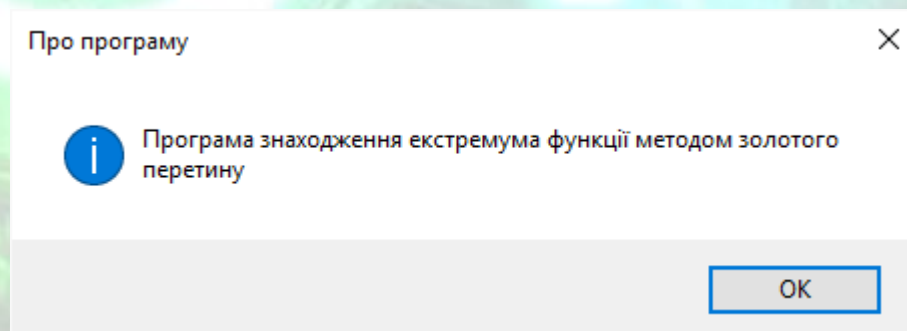 Про програму
Програма знаходження екстремума функції методом золотого
перетину
OK